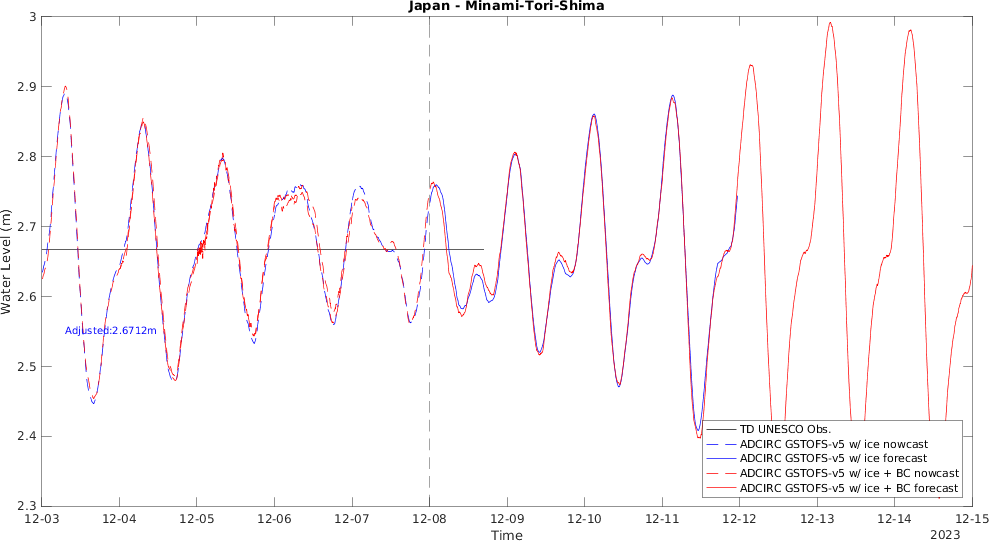 Japan - Minami-Tori-Shima
Water Level (m)
3
2.9
2.8
2.7
2.6
2.5
2.4
2.3
Adjusted:2.6712m
TD UNESCO Obs.
ADCIRC GSTOFS-v5 w/ ice nowcast
ADCIRC GSTOFS-v5 w/ ice forecast
ADCIRC GSTOFS-v5 w/ ice + BC nowcast
ADCIRC GSTOFS-v5 w/ ice + BC forecast
12-03 12-04 12-05 12-06 12-07 12-08 12-09 12-10 12-11 12-12 12-13 12-14 12-15
Time
2023